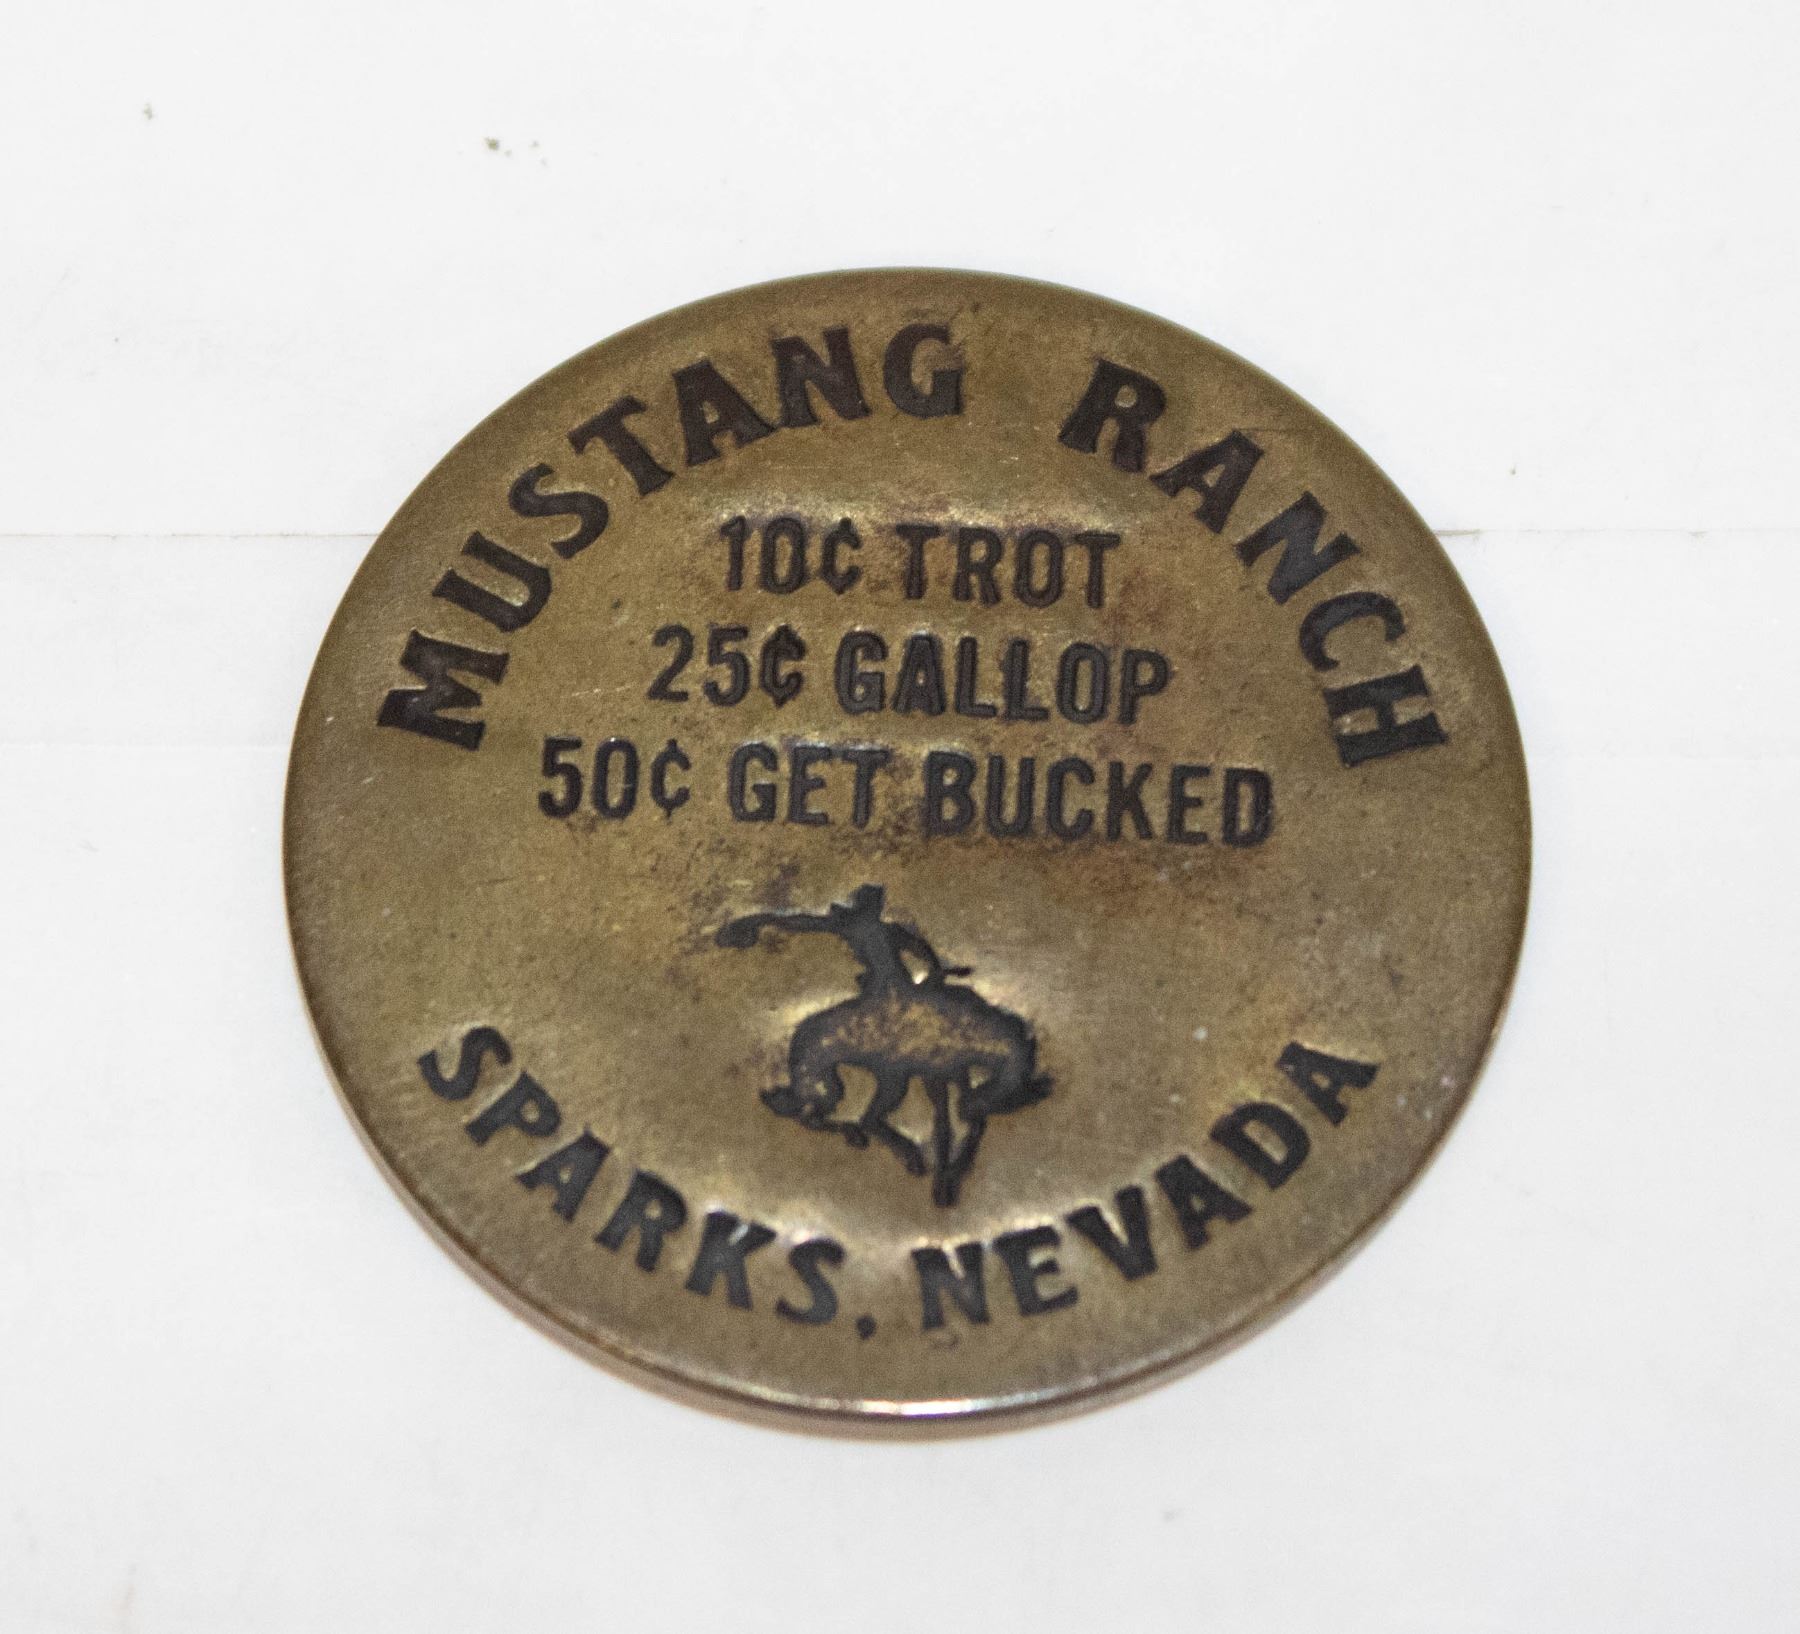 MUSTANG RANCH
10¢ TROT
25¢ GALLOP
50¢ GET BUCKED
SPARKS, NEVADA